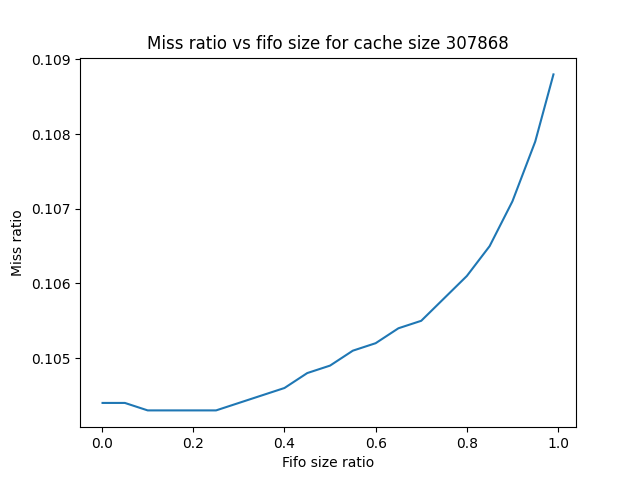 Miss ratio vs fifo size for cache size 307868
0.109
0.108
0.107
0.106
0.105
Miss ratio
0.0 0.2 0.4 0.6 0.8 1.0
Fifo size ratio